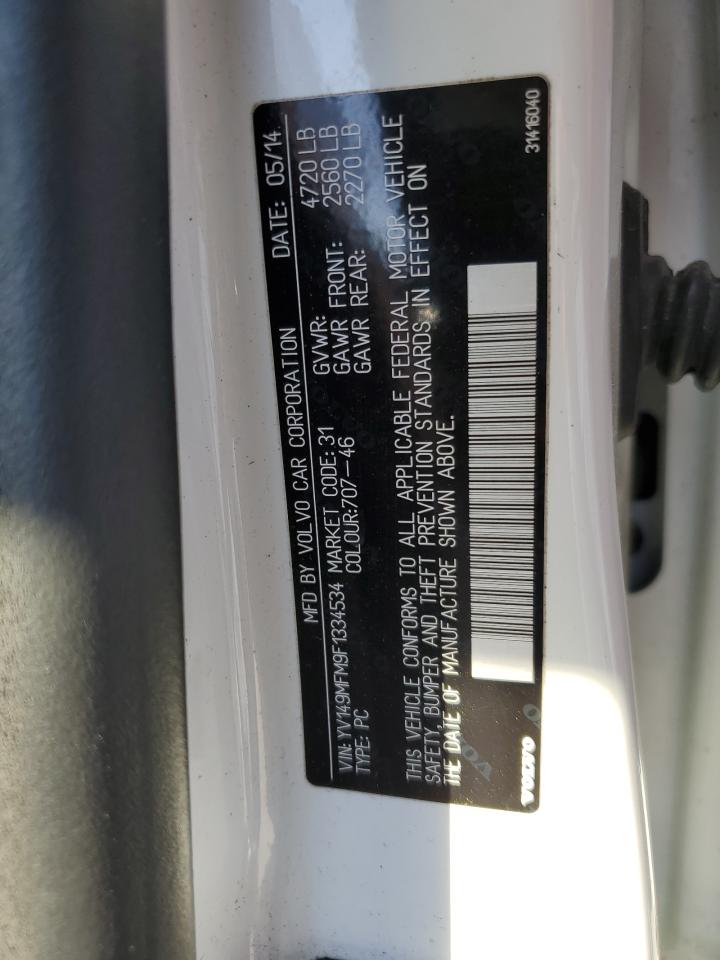 MFD BY VOLVO CAR CORPORATION DATE: 05/14
VIN: YV149MFM9F1334534 MARKET CODE: 31 GVWR: 4720 LB
TYPE: PC COLOUR:707-46 GAWR FRONT: 2560 LB
GAWR REAR: 2270 LB
THIS VEHICLE CONFORMS TO ALL APPLICABLE FEDERAL MOTOR VEHICLE
SAFETY, BUMPER AND THEFT PREVENTION STANDARDS IN EFFECT ON
THE DATE OF MANUFACTURE SHOWN ABOVE.
VOLVO 31416040